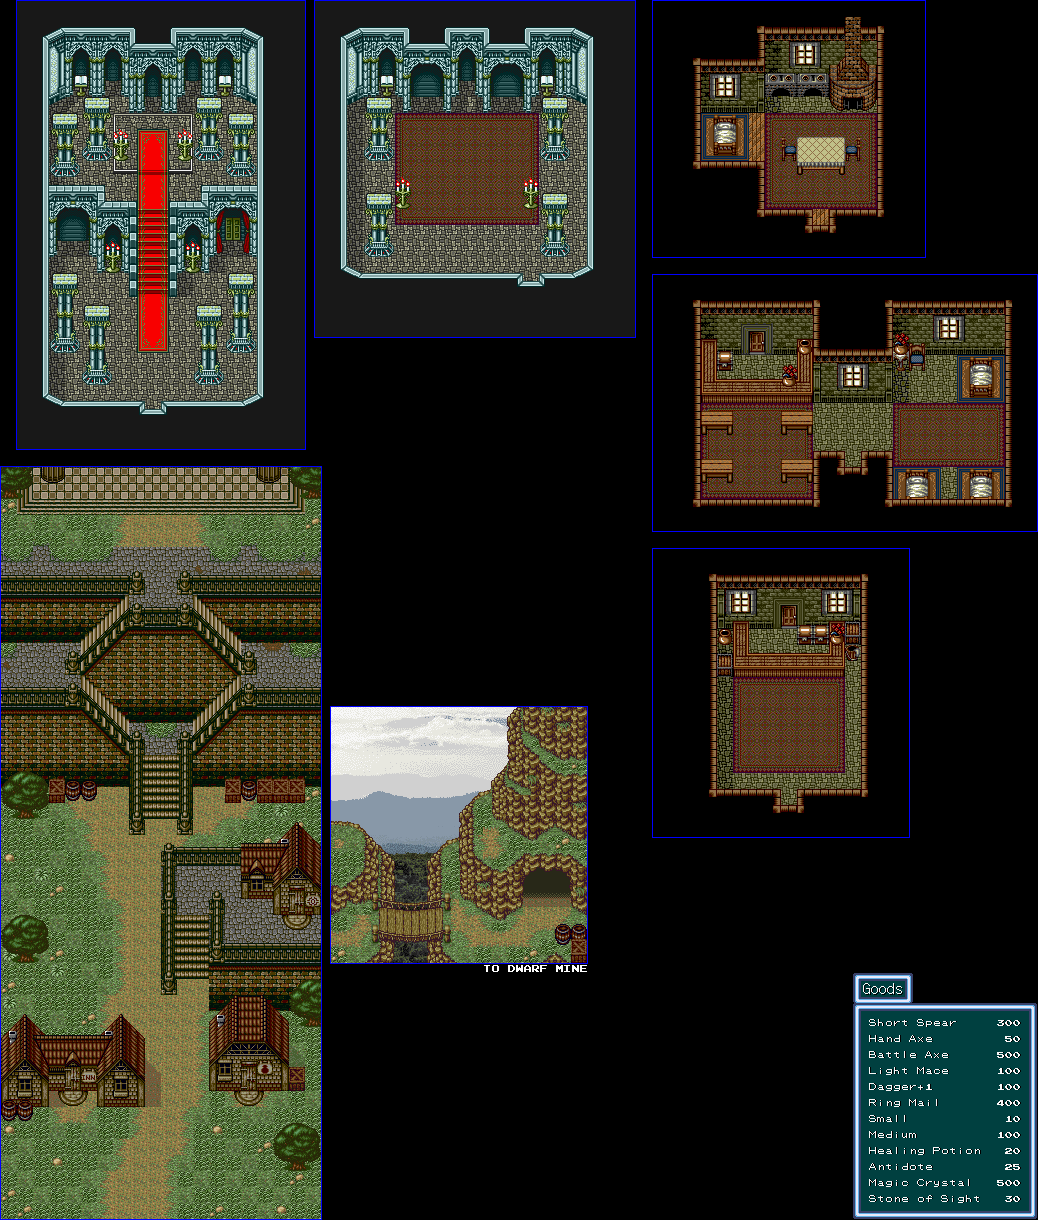 INN
TO DWARF MINE
Goods
Short Spear 300
Hand Axe 50
Battle Axe 500
Light Mace 100
Dagger+1 100
Ring Mail 400
Small 10
Medium 100
Healing Potion 20
Antidote 25
Magic Crystal 500
Stone of Sight 30